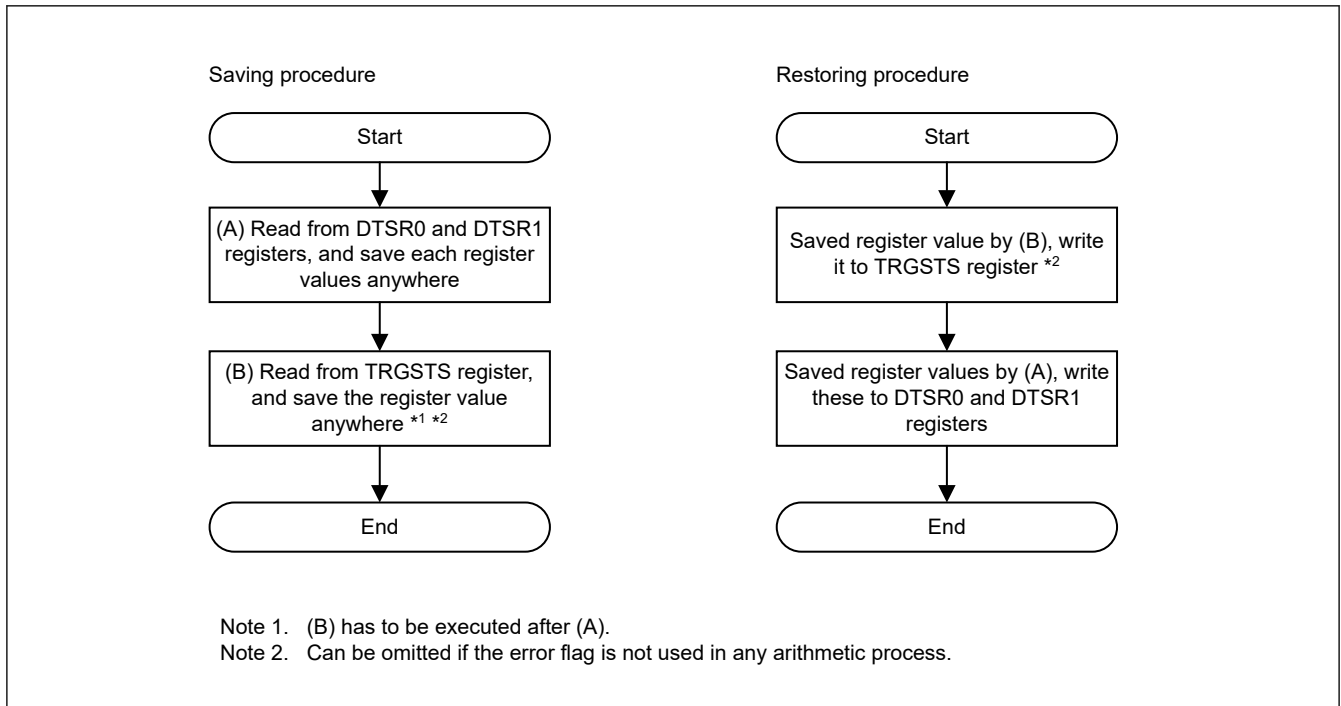 Saving procedure
Start
(A) Read from DTSR0 and DTSR1
registers, and save each register
values anywhere
(B) Read from TRGSTS register,
and save the register value
anywhere *1 *2
End
Restoring procedure
Start
Saved register value by (B), write
it to TRGSTS register *2
Saved register values by (A), write
these to DTSR0 and DTSR1
registers
End
Note 1. (B) has to be executed after (A).
Note 2. Can be omitted if the error flag is not used in any arithmetic process.